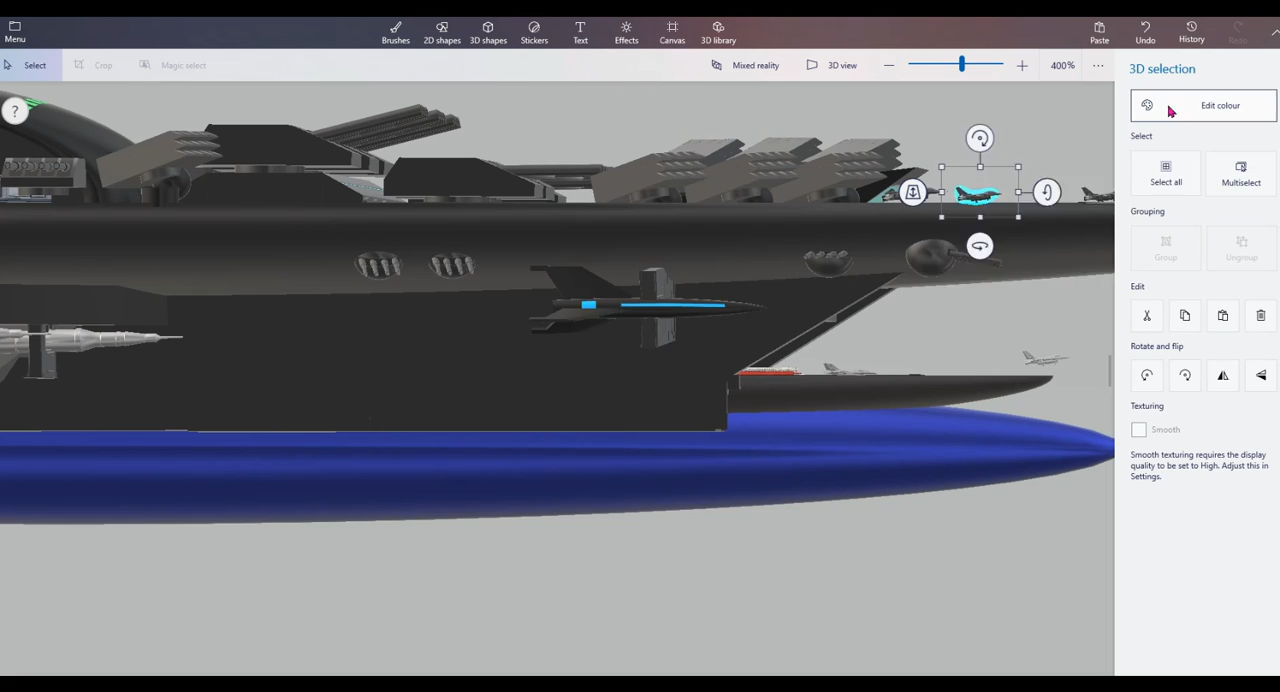 Menu
Brushes
2D shapes
3D shapes
Stickers
Text
Effects
Canvas
3D library
Paste
Undo
History
Redo
Select
Crop
Magic select
Mixed reality
3D view
400%
?
3D selection
Edit colour
Select
Select all
Multiselect
Grouping
Group
Ungroup
Edit
Rotate and flip
Texturing
Smooth
Smooth texturing requires the display
quality to be set to High. Adjust this in
Settings.